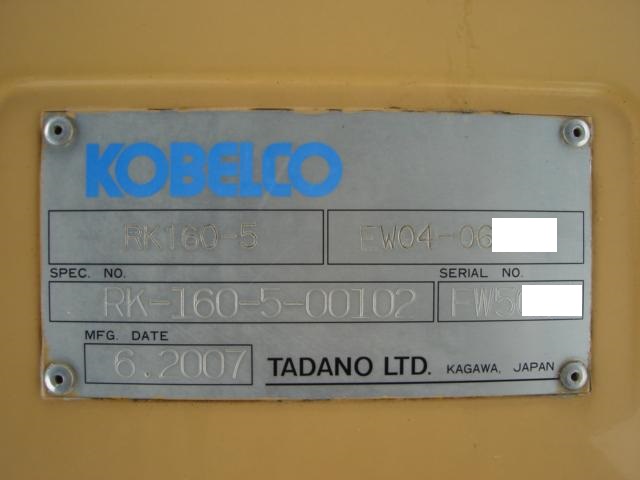 KOBELCO
RK160-5 EW04-06
SPEC. NO. SERIAL NO.
RK-160-5-00102
MFG. DATE
6.2007 TADANO LTD. KAGAWA, JAPAN